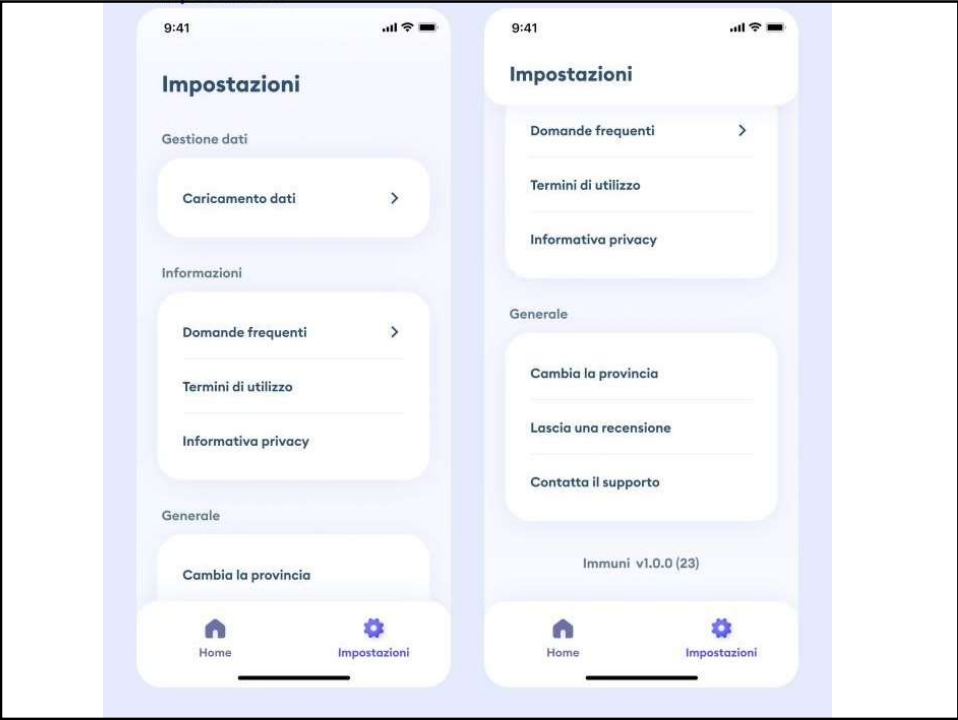 9:41
Impostazioni
Gestione dati
Caricamento dati
Informazioni
Domande frequenti
Termini di utilizzo
Informativa privacy
Generale
Cambia la provincia
Home
Impostazioni
9:41
Impostazioni
Domande frequenti
Termini di utilizzo
Informativa privacy
Generale
Cambia la provincia
Lascia una recensione
Contatta il supporto
Immuni v1.0.0 (23)
Home
Impostazioni